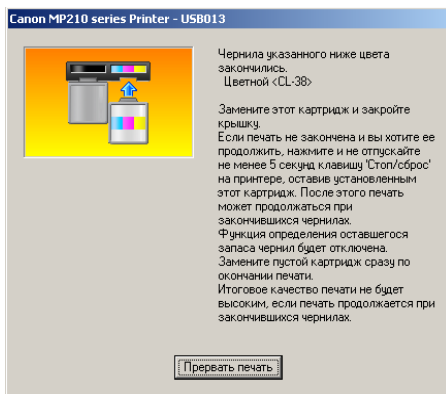 Canon MP210 series Printer - USB013
Чернила указанного ниже цвета
закончились.
Цветной <CL-38>
Замените этот картридж и закройте
крышку.
Если печать не закончена и вы хотите ее
продолжить, нажмите и не отпускайте
не менее 5 секунд клавишу 'Стоп/сброс'
на принтере, оставив установленным
этот картридж. После этого печать
может продолжаться при
закончившихся чернилах.
Функция определения оставшегося
запаса чернил будет отключена.
Замените пустой картридж сразу по
окончании печати.
Итоговое качество печати не будет
высоким, если печать продолжается при
закончившихся чернилах.
Прервать печать